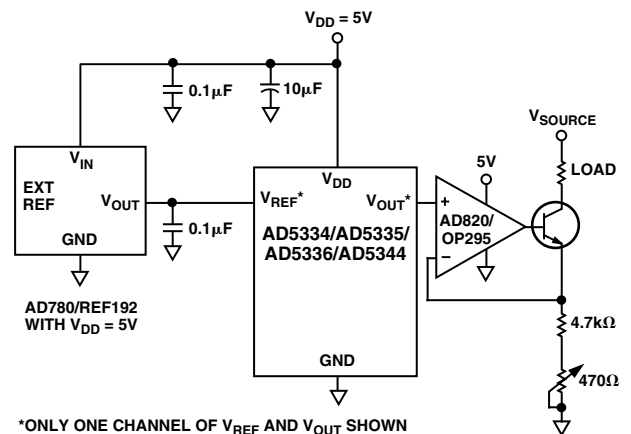 V_DD = 5V
0.1µF
10µF
V_SOURCE
LOAD
5V
V_IN
EXT
REF
V_OUT
GND
0.1µF
V_REF*
V_DD
V_OUT*
AD5334/AD5335/
AD5336/AD5344
GND
+
AD820/
OP295
–
4.7kΩ
470Ω
AD780/REF192
WITH V_DD = 5V
*ONLY ONE CHANNEL OF V_REF AND V_OUT SHOWN